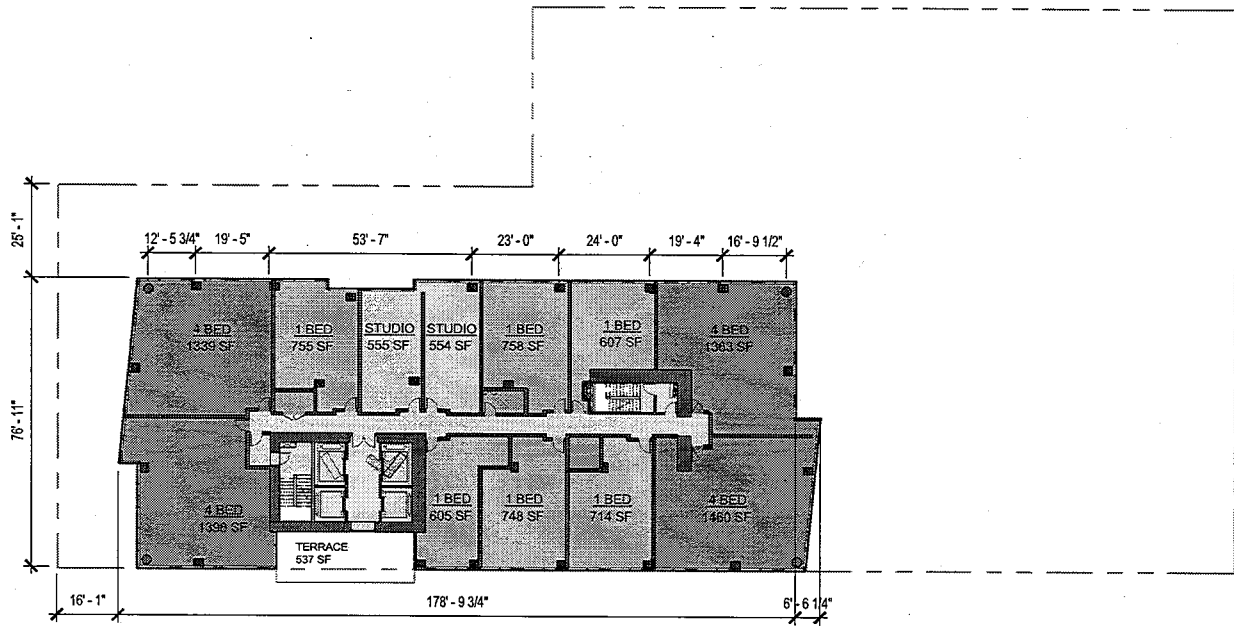 25' - 1"
12' - 5 3/4"
19' - 5"
53' - 7"
23' - 0"
24' - 0"
19' - 4"
16' - 9 1/2"
4 BED
1339 SF
1 BED
755 SF
STUDIO
555 SF
STUDIO
554 SF
1 BED
758 SF
1 BED
607 SF
4 BED
1363 SF
76' - 11"
4 BED
1398 SF
1 BED
605 SF
1 BED
748 SF
1 BED
714 SF
4 BED
1460 SF
TERRACE
537 SF
16' - 1"
178' - 9 3/4"
6' - 6 1/4"